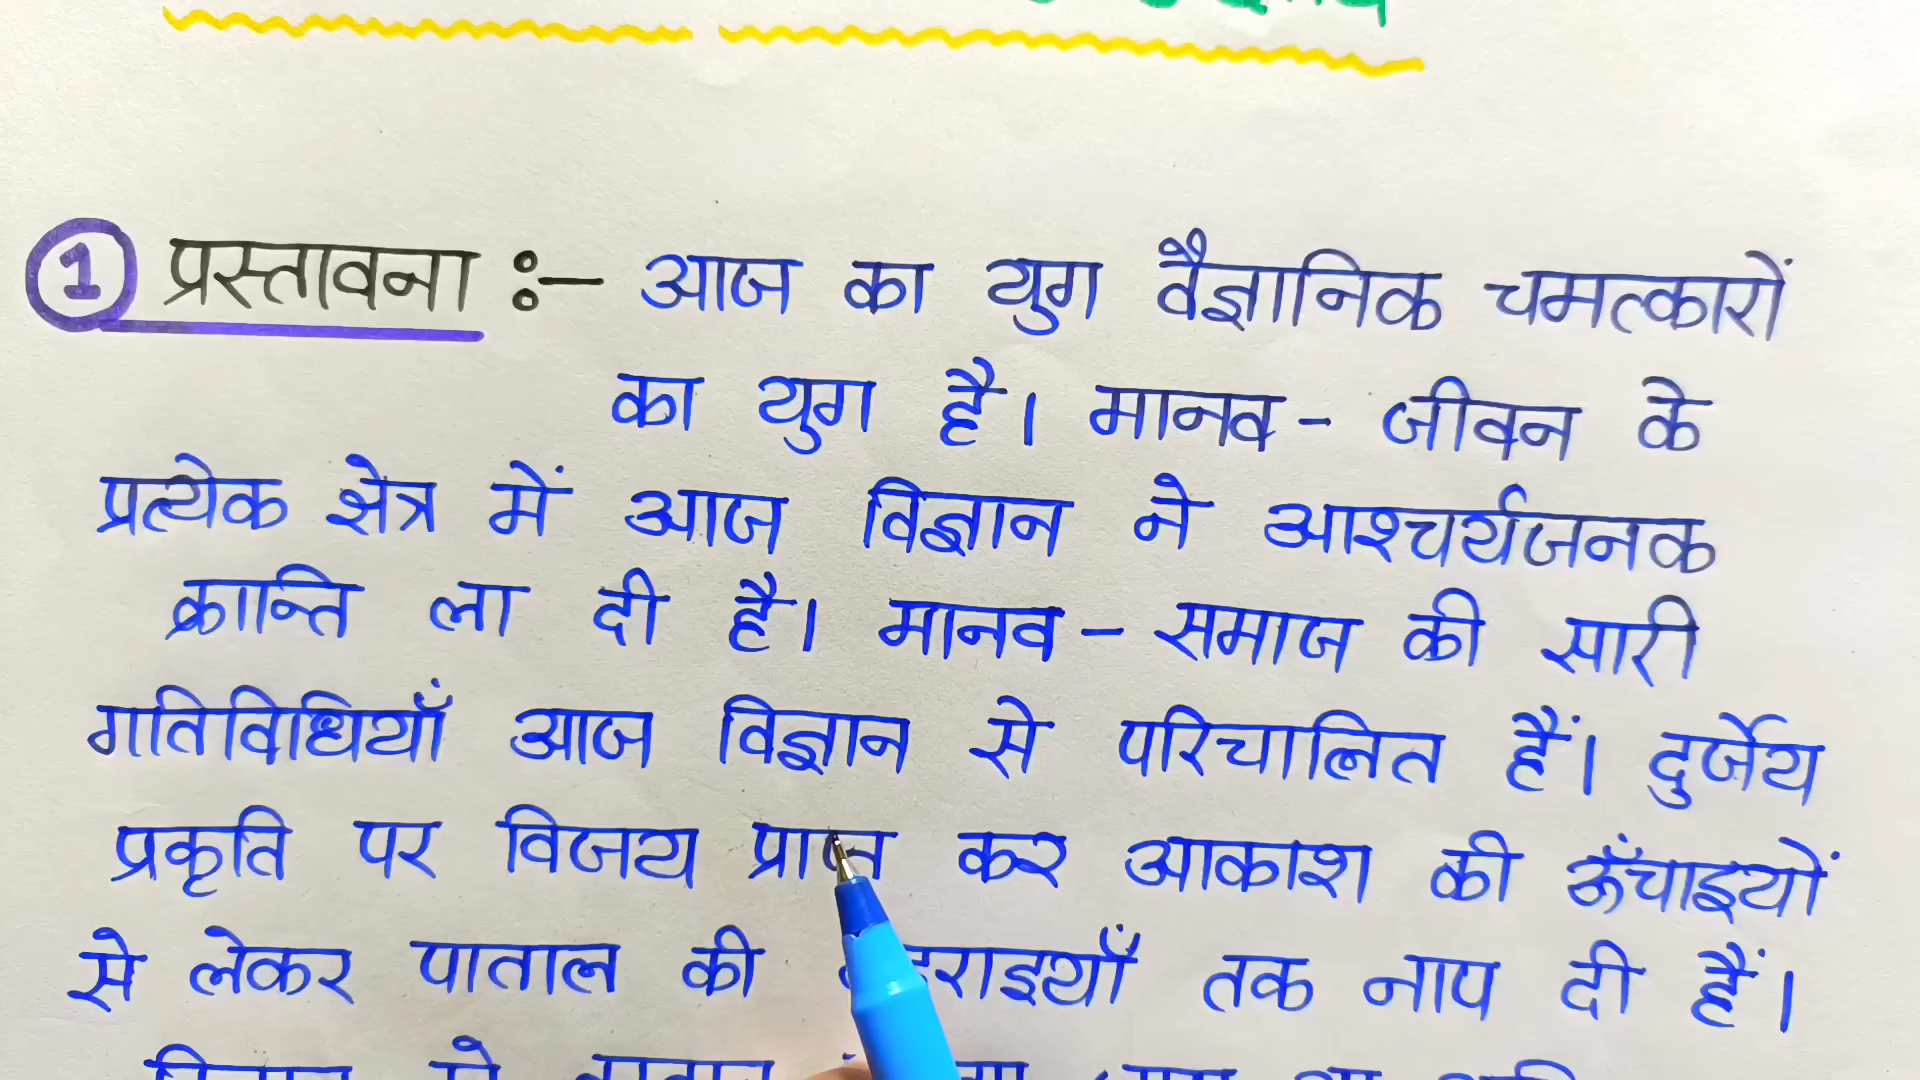 ① प्रस्तावना :- आज का युग वैज्ञानिक चमत्कारों
का युग है। मानव - जीवन के
प्रत्येक क्षेत्र में आज विज्ञान ने आश्चर्यजनक
क्रान्ति ला दी है। मानव - समाज की सारी
गतिविधियाँ आज विज्ञान से परिचालित हैं। दुर्जेय
प्रकृति पर विजय प्राप्त कर आकाश की ऊँचाइयों
से लेकर पाताल की तक नाप दी हैं।